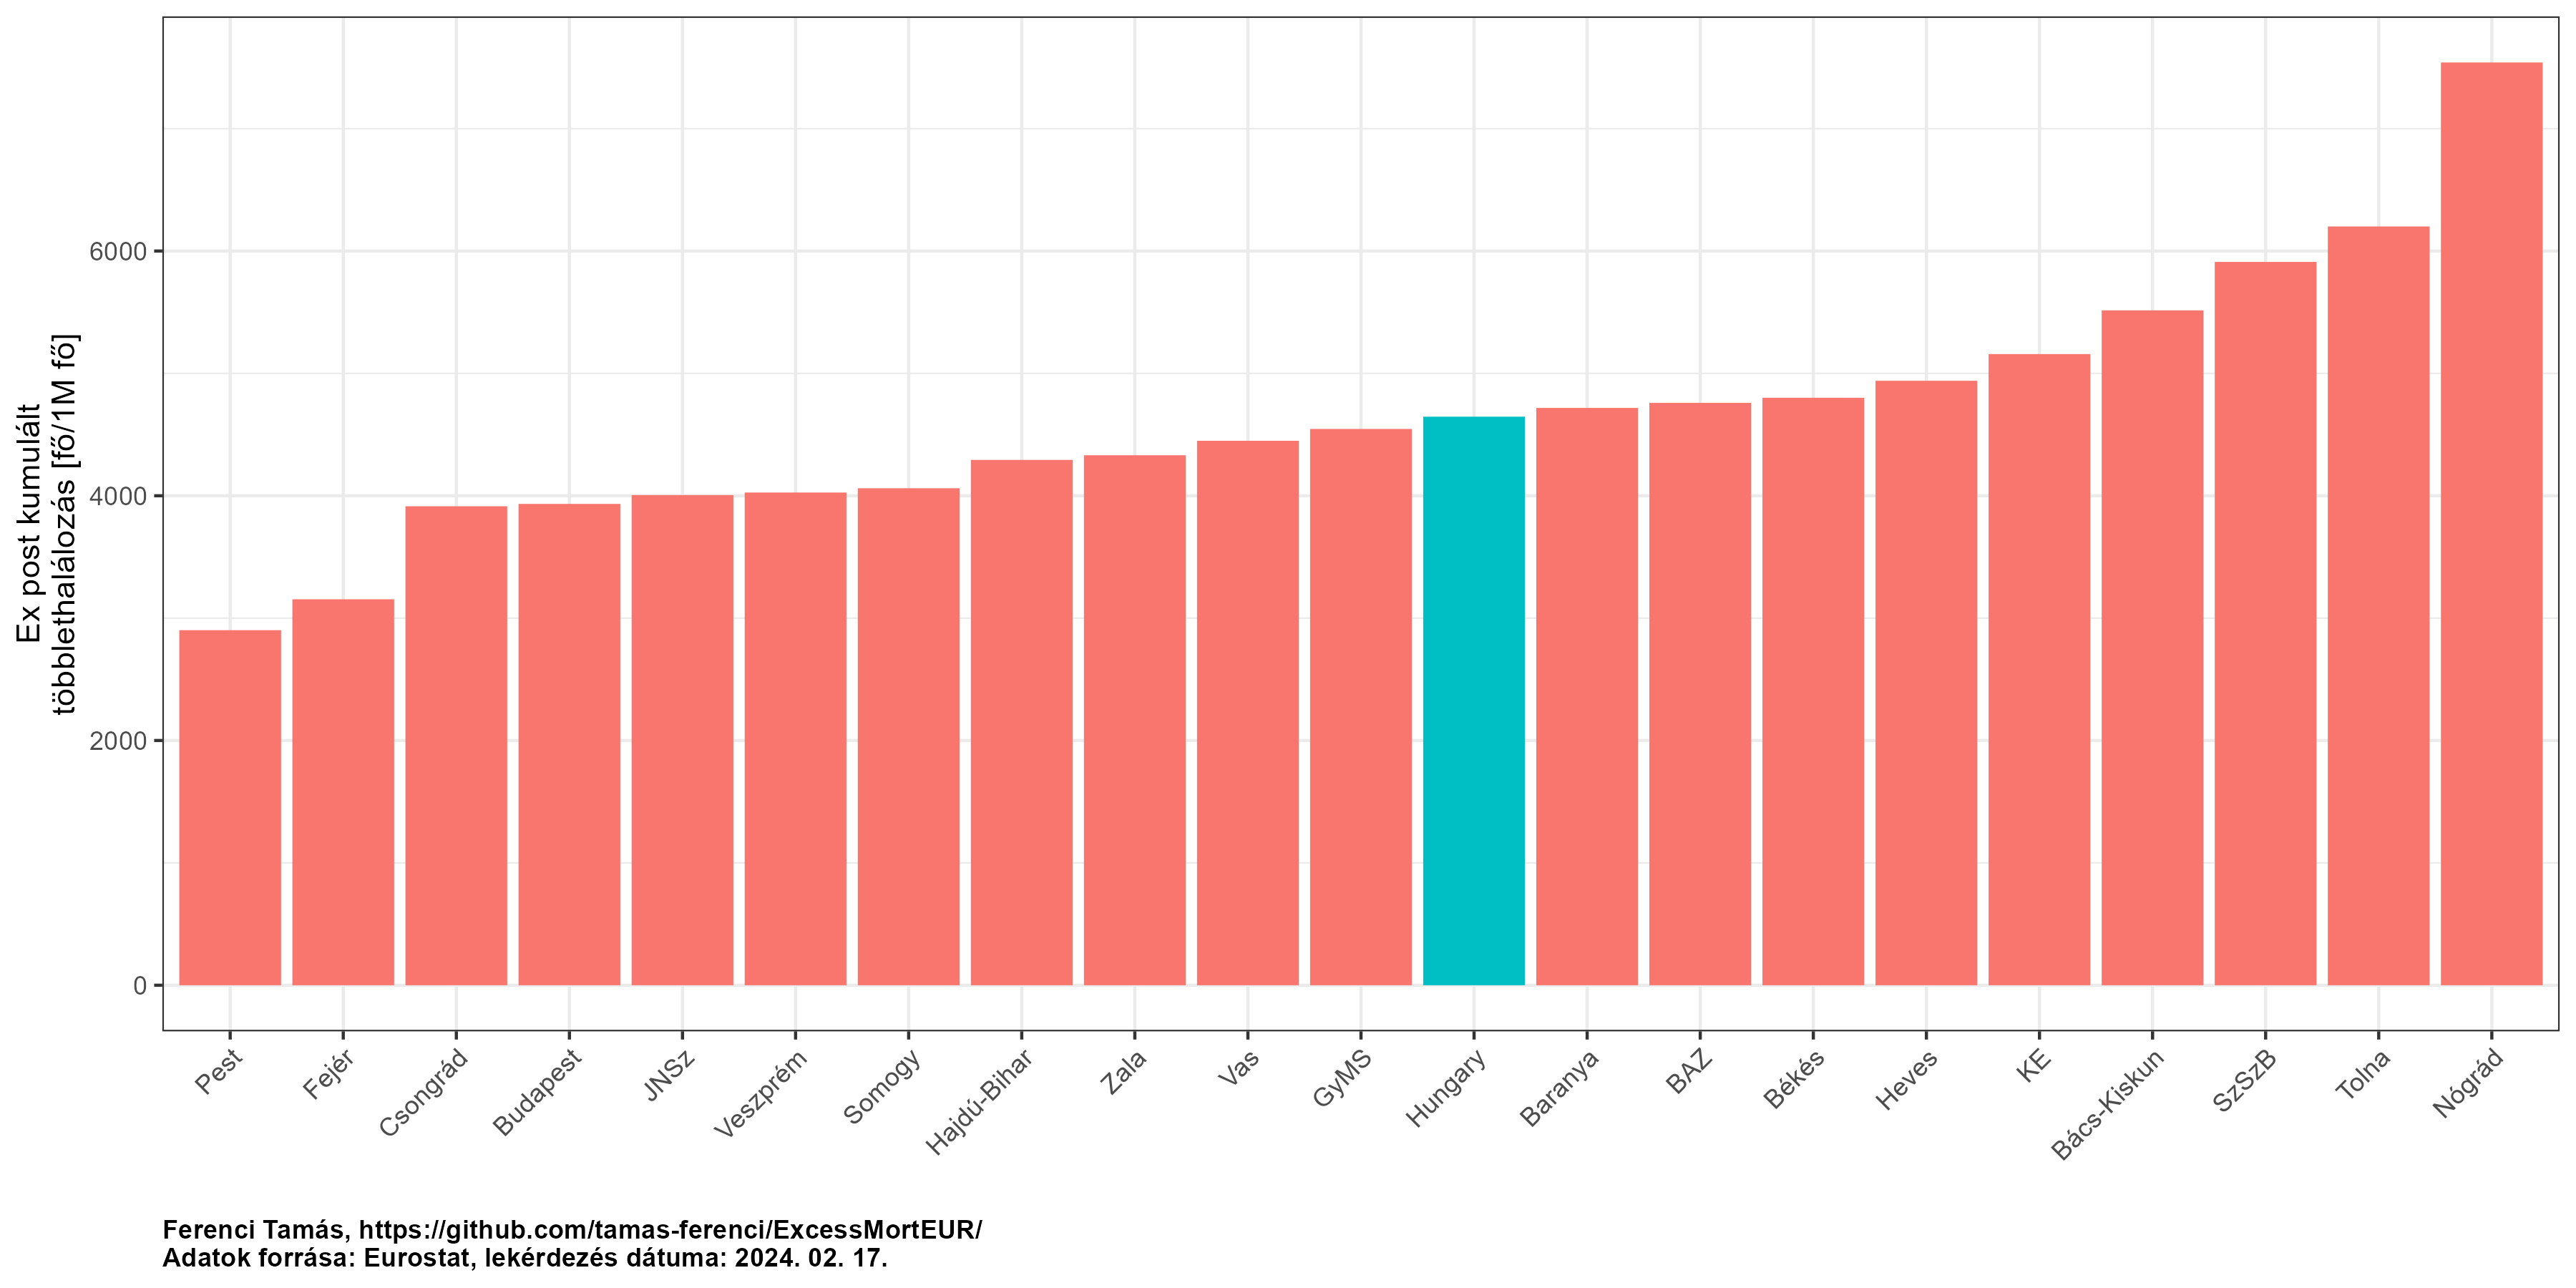 Ex post kumulált
többlethalálozás [fő/1M fő]
6000
4000
2000
0
Pest
Fejér
Csongrád
Budapest
JNSz
Veszprém
Somogy
Hajdú-Bihar
Zala
Vas
GyMS
Hungary
Baranya
BAZ
Békés
Heves
KE
Bács-Kiskun
SzSzB
Tolna
Nógrád
Ferenci Tamás, https://github.com/tamas-ferenci/ExcessMortEUR/
Adatok forrása: Eurostat, lekérdezés dátuma: 2024. 02. 17.